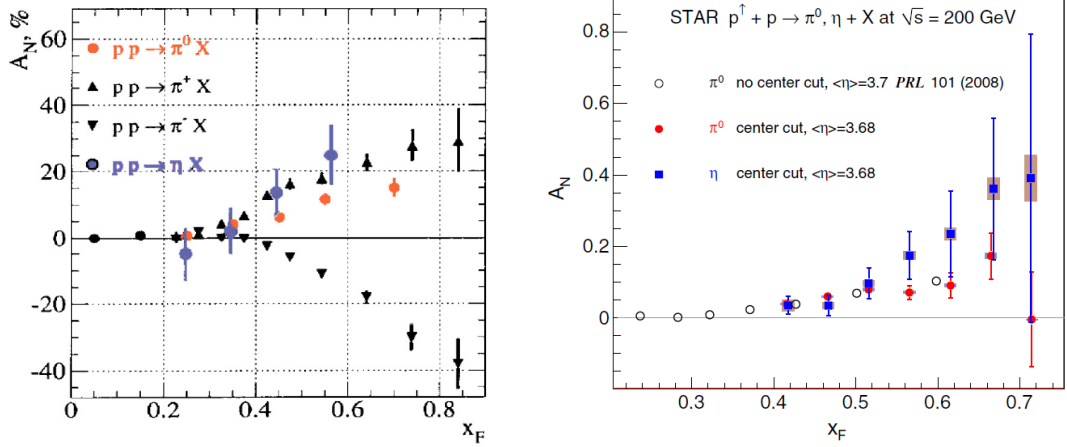 A_N, %
60
40
20
0
-20
-40
p p → π⁰ X
p p → π⁺ X
p p → π⁻ X
p p → η X
0 0.2 0.4 0.6 0.8
x_F
STAR p↑ + p → π⁰, η + X at √s = 200 GeV
π⁰ no center cut, <η>=3.7 PRL 101 (2008)
π⁰ center cut, <η>=3.68
η center cut, <η>=3.68
A_N
0.8
0.6
0.4
0.2
0
0.3 0.4 0.5 0.6 0.7
x_F